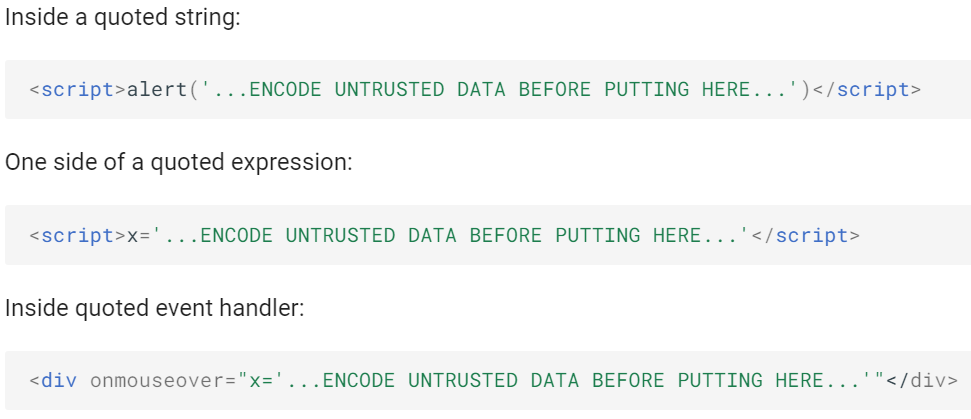 Inside a quoted string:
<script>alert('...ENCODE UNTRUSTED DATA BEFORE PUTTING HERE...')</script>
One side of a quoted expression:
<script>x='...ENCODE UNTRUSTED DATA BEFORE PUTTING HERE...'</script>
Inside quoted event handler:
<div onmouseover="x='...ENCODE UNTRUSTED DATA BEFORE PUTTING HERE...'"</div>